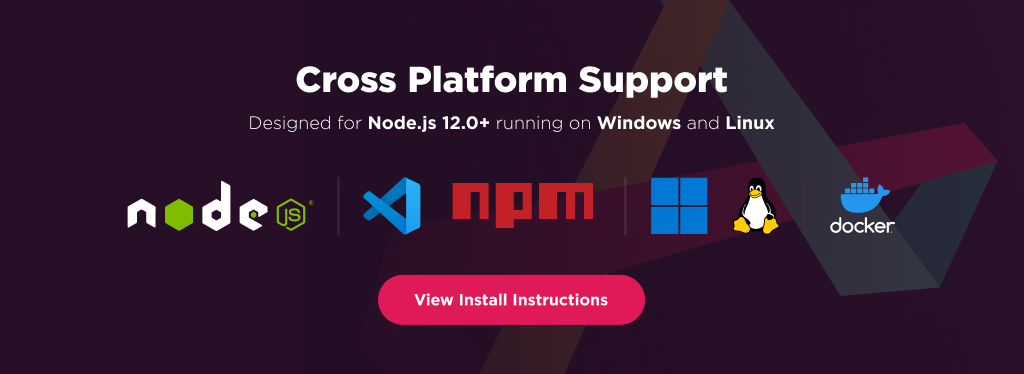 Cross Platform Support
Designed for Node.js 12.0+ running on Windows and Linux
node JS ®
npm
docker
View Install Instructions